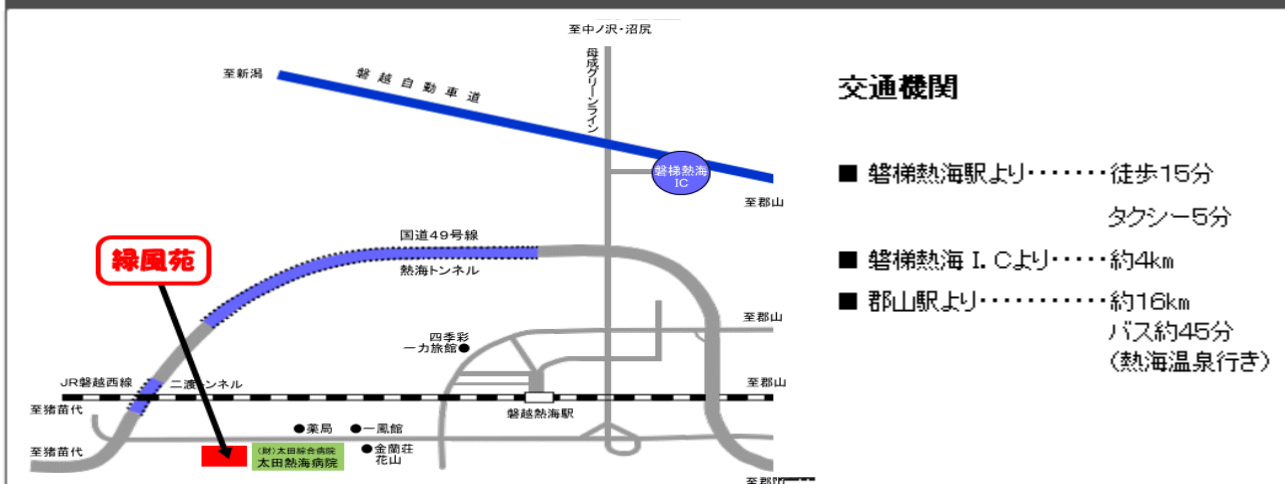 至中ノ沢・沼尻
母成グリーンライン
至新潟
磐越自動車道
磐梯熱海
IC
至郡山
国道49号線
熱海トンネル
緑風苑
至郡山
四季彩
一力旅館●
JR磐越西線
二渡トンネル
至郡山
至猪苗代
磐越熱海駅
●薬局
●一鳳館
至猪苗代
(財)太田綜合病院
太田熱海病院
●金蘭荘
花山
交通機関
■ 磐梯熱海駅より・・・・・・・徒歩15分
タクシー5分
■ 磐梯熱海 I.Cより・・・・・約4km
■ 郡山駅より・・・・・・・・・・・約16km
バス約45分
(熱海温泉行き)